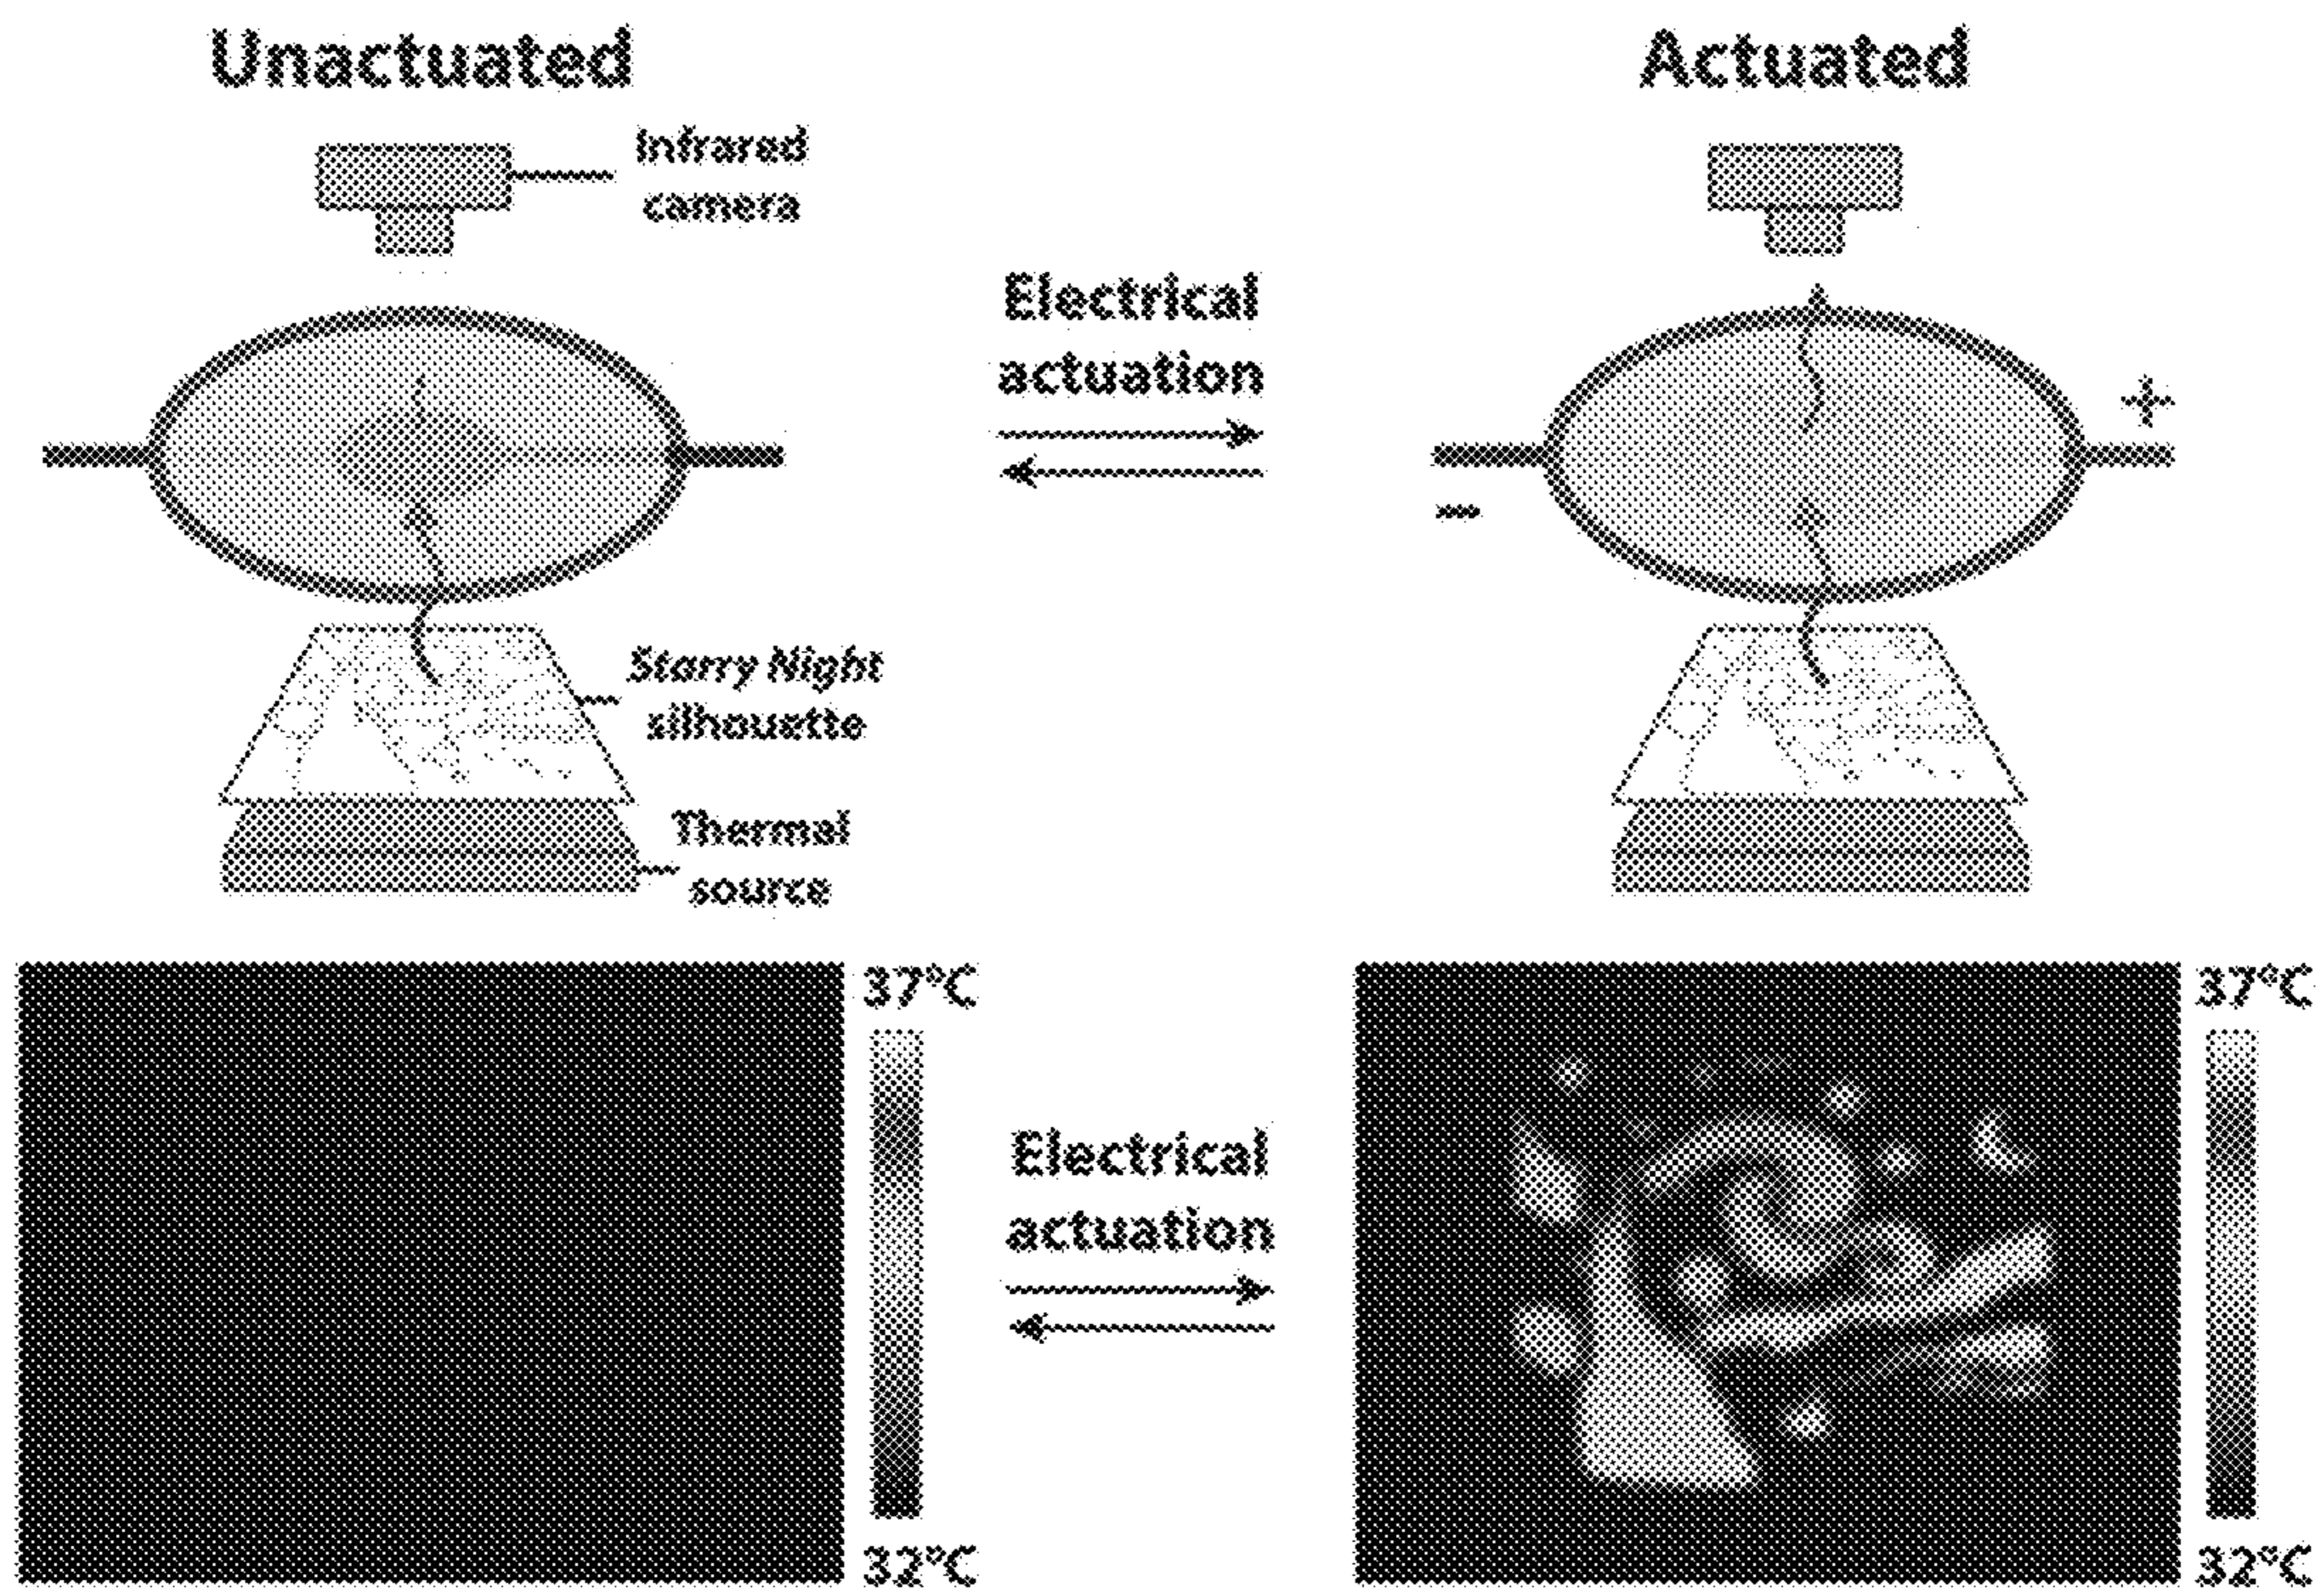 Unactuated
Actuated
Infrared
camera
Electrical
actuation
+
-
Starry Night
silhouette
Thermal
source
37°C
32°C
Electrical
actuation
37°C
32°C